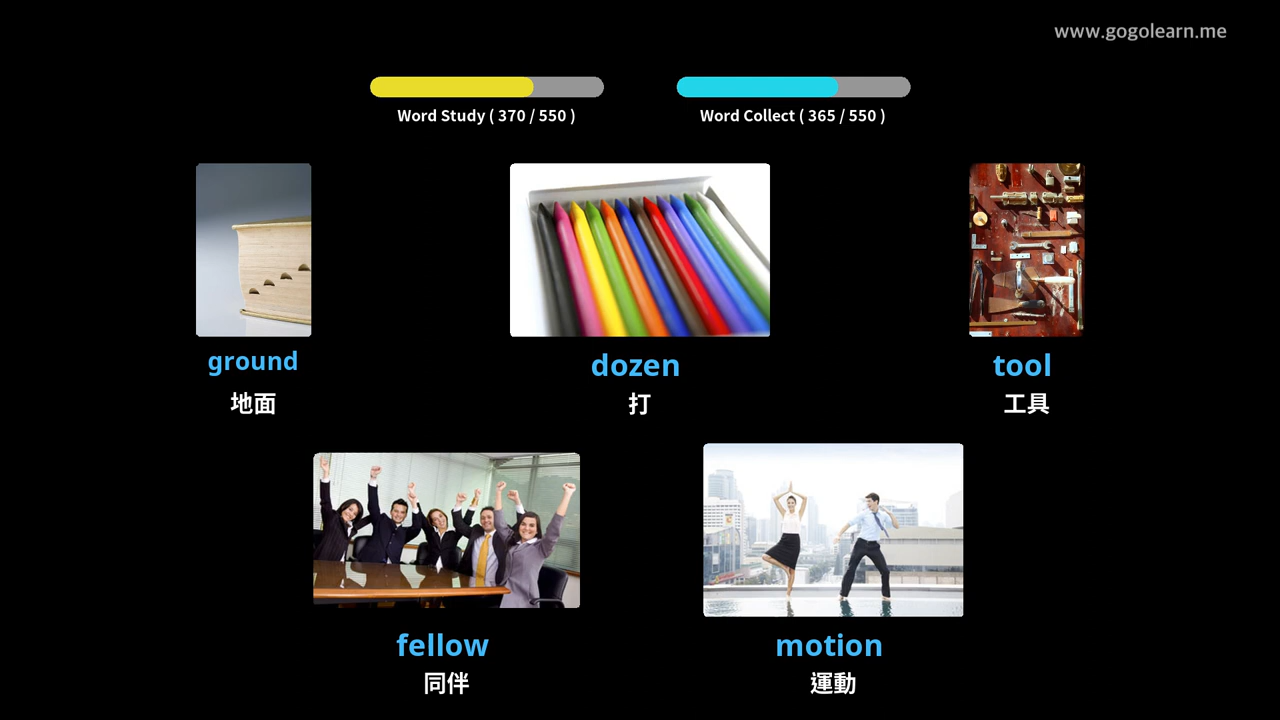 www.gogolearn.me
Word Study ( 370 / 550 )
Word Collect ( 365 / 550 )
ground
地面
dozen
打
tool
工具
fellow
同伴
motion
運動